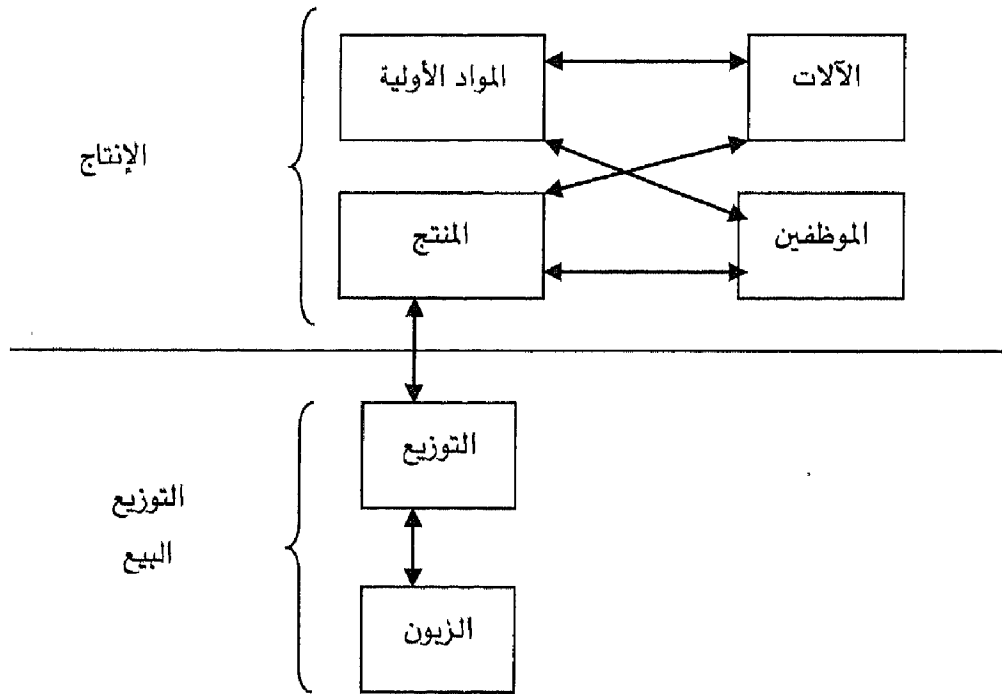 المواد الأولية
الآلات
الإنتاج
المنتج
الموظفين
التوزيع
التوزيع
البيع
الزبون